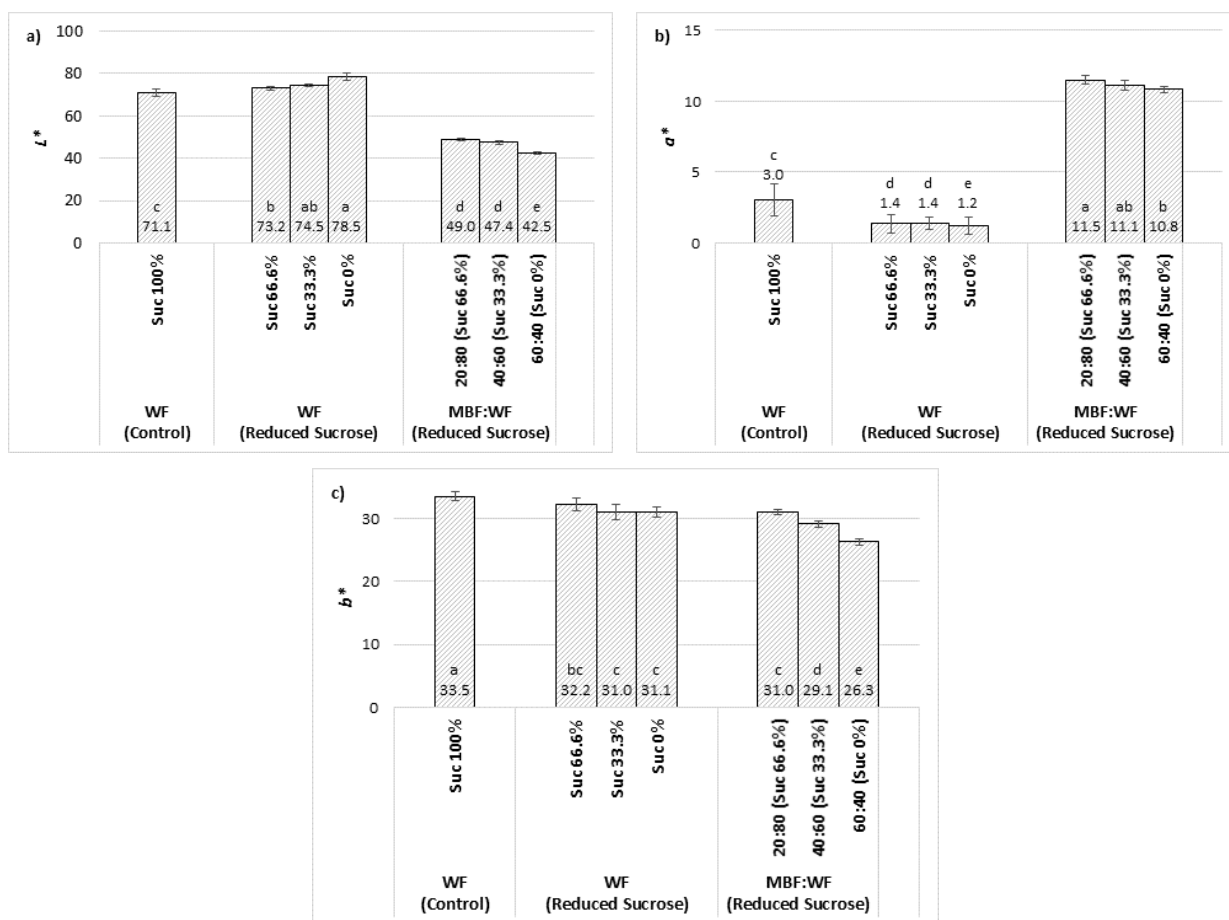 a)
100
80
60
40
20
0
L*
c
71.1
b
73.2
ab
74.5
a
78.5
d
49.0
d
47.4
e
42.5
Suc 100%
Suc 66.6%
Suc 33.3%
Suc 0%
20:80 (Suc 66.6%)
40:60 (Suc 33.3%)
60:40 (Suc 0%)
WF
(Control)
WF
(Reduced Sucrose)
MBF:WF
(Reduced Sucrose)
b)
15
10
5
0
a*
c
3.0
d
1.4
d
1.4
e
1.2
a
11.5
ab
11.1
b
10.8
Suc 100%
Suc 66.6%
Suc 33.3%
Suc 0%
20:80 (Suc 66.6%)
40:60 (Suc 33.3%)
60:40 (Suc 0%)
WF
(Control)
WF
(Reduced Sucrose)
MBF:WF
(Reduced Sucrose)
c)
30
20
10
0
b*
a
33.5
bc
32.2
c
31.0
c
31.1
c
31.0
d
29.1
e
26.3
Suc 100%
Suc 66.6%
Suc 33.3%
Suc 0%
20:80 (Suc 66.6%)
40:60 (Suc 33.3%)
60:40 (Suc 0%)
WF
(Control)
WF
(Reduced Sucrose)
MBF:WF
(Reduced Sucrose)